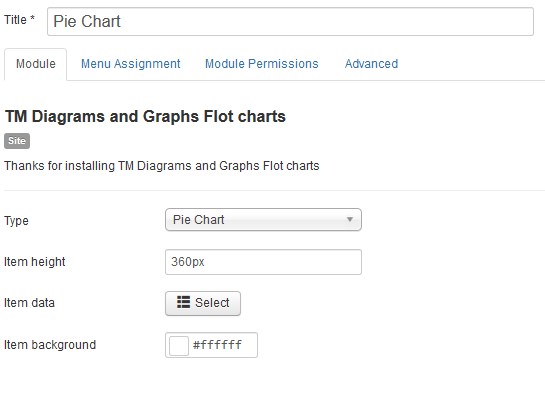 Title * Pie Chart
Module Menu Assignment Module Permissions Advanced
TM Diagrams and Graphs Flot charts
Site
Thanks for installing TM Diagrams and Graphs Flot charts
Type Pie Chart
Item height 360px
Item data Select
Item background #ffffff